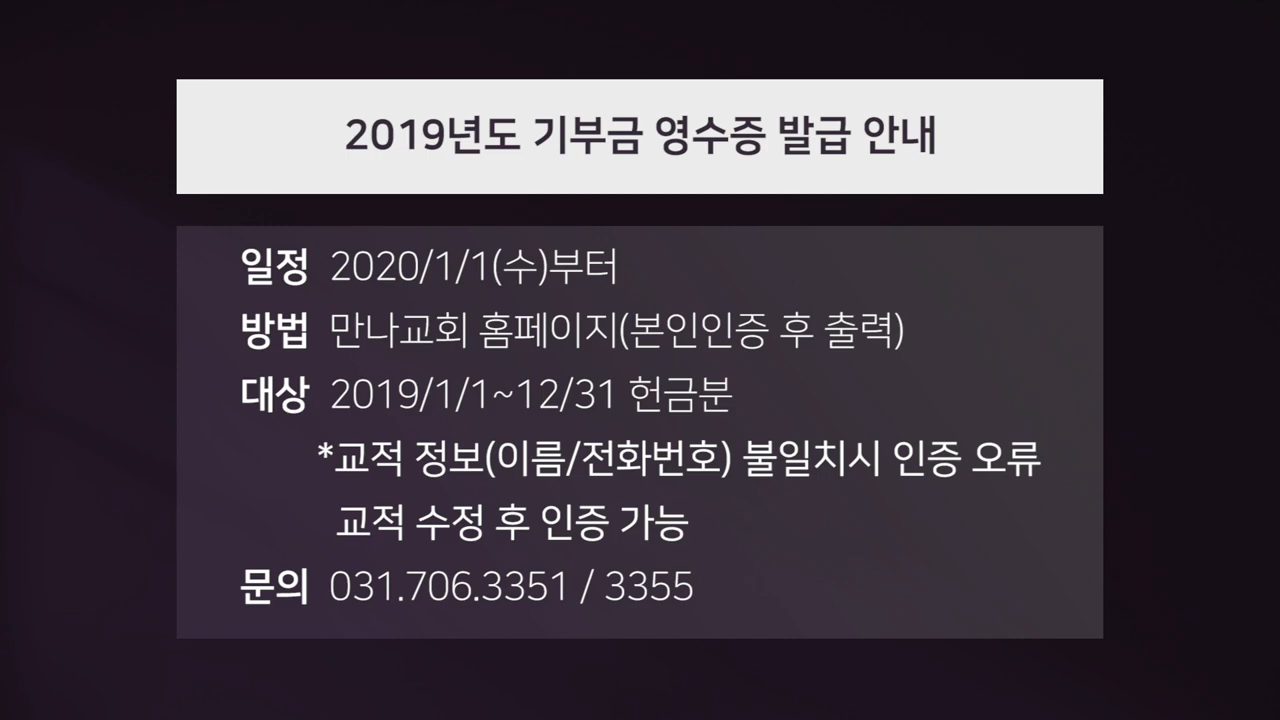 2019년도 기부금 영수증 발급 안내
일정 2020/1/1(수)부터
방법 만나교회 홈페이지(본인인증 후 출력)
대상 2019/1/1~12/31 헌금분
*교적 정보(이름/전화번호) 불일치시 인증 오류
교적 수정 후 인증 가능
문의 031.706.3351 / 3355